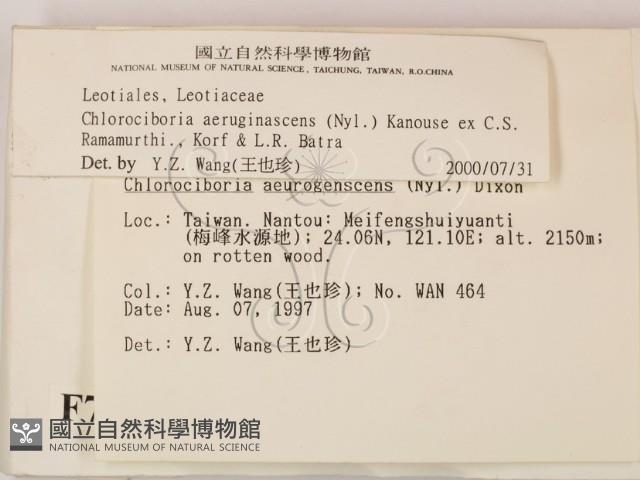 國立自然科學博物館
NATIONAL MUSEUM OF NATURAL SCIENCE, TAICHUNG, TAIWAN, R.O.CHINA
Leotiales, Leotiaceae
Chlorociboria aeruginascens (Nyl.) Kanouse ex C.S.
Ramamurthi., Korf & L.R. Batra
Det. by Y.Z. Wang(王也珍) 2000/07/31
Chlorociboria aeurogenscens (Nyl.) Dixon
Loc.: Taiwan. Nantou: Meifengshuiyuanti
(梅峰水源地); 24.06N, 121.10E; alt. 2150m;
on rotten wood.
Col.: Y.Z. Wang(王也珍); No. WAN 464
Date: Aug. 07, 1997
Det.: Y.Z. Wang(王也珍)
國立自然科學博物館
NATIONAL MUSEUM OF NATURAL SCIENCE